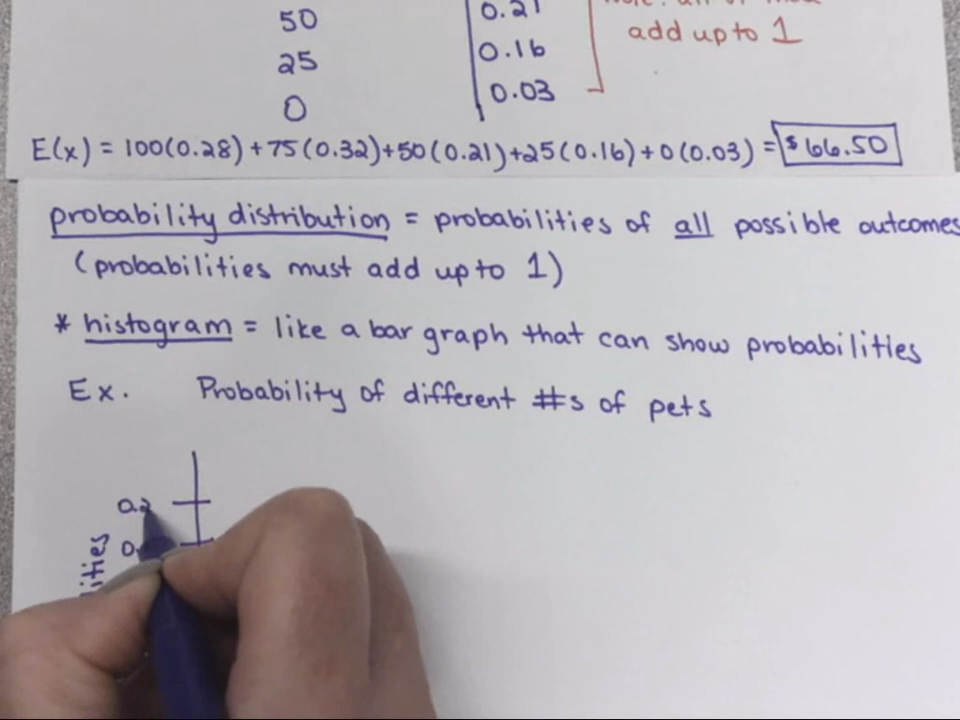 50
0.21
25
0.16
add up to 1
0
0.03
E(x) = 100(0.28) + 75(0.32) + 50(0.21) + 25(0.16) + 0(0.03) = $66.50
probability distribution = probabilities of all possible outcomes
(probabilities must add up to 1)
* histogram = like a bar graph that can show probabilities
Ex. Probability of different #s of pets